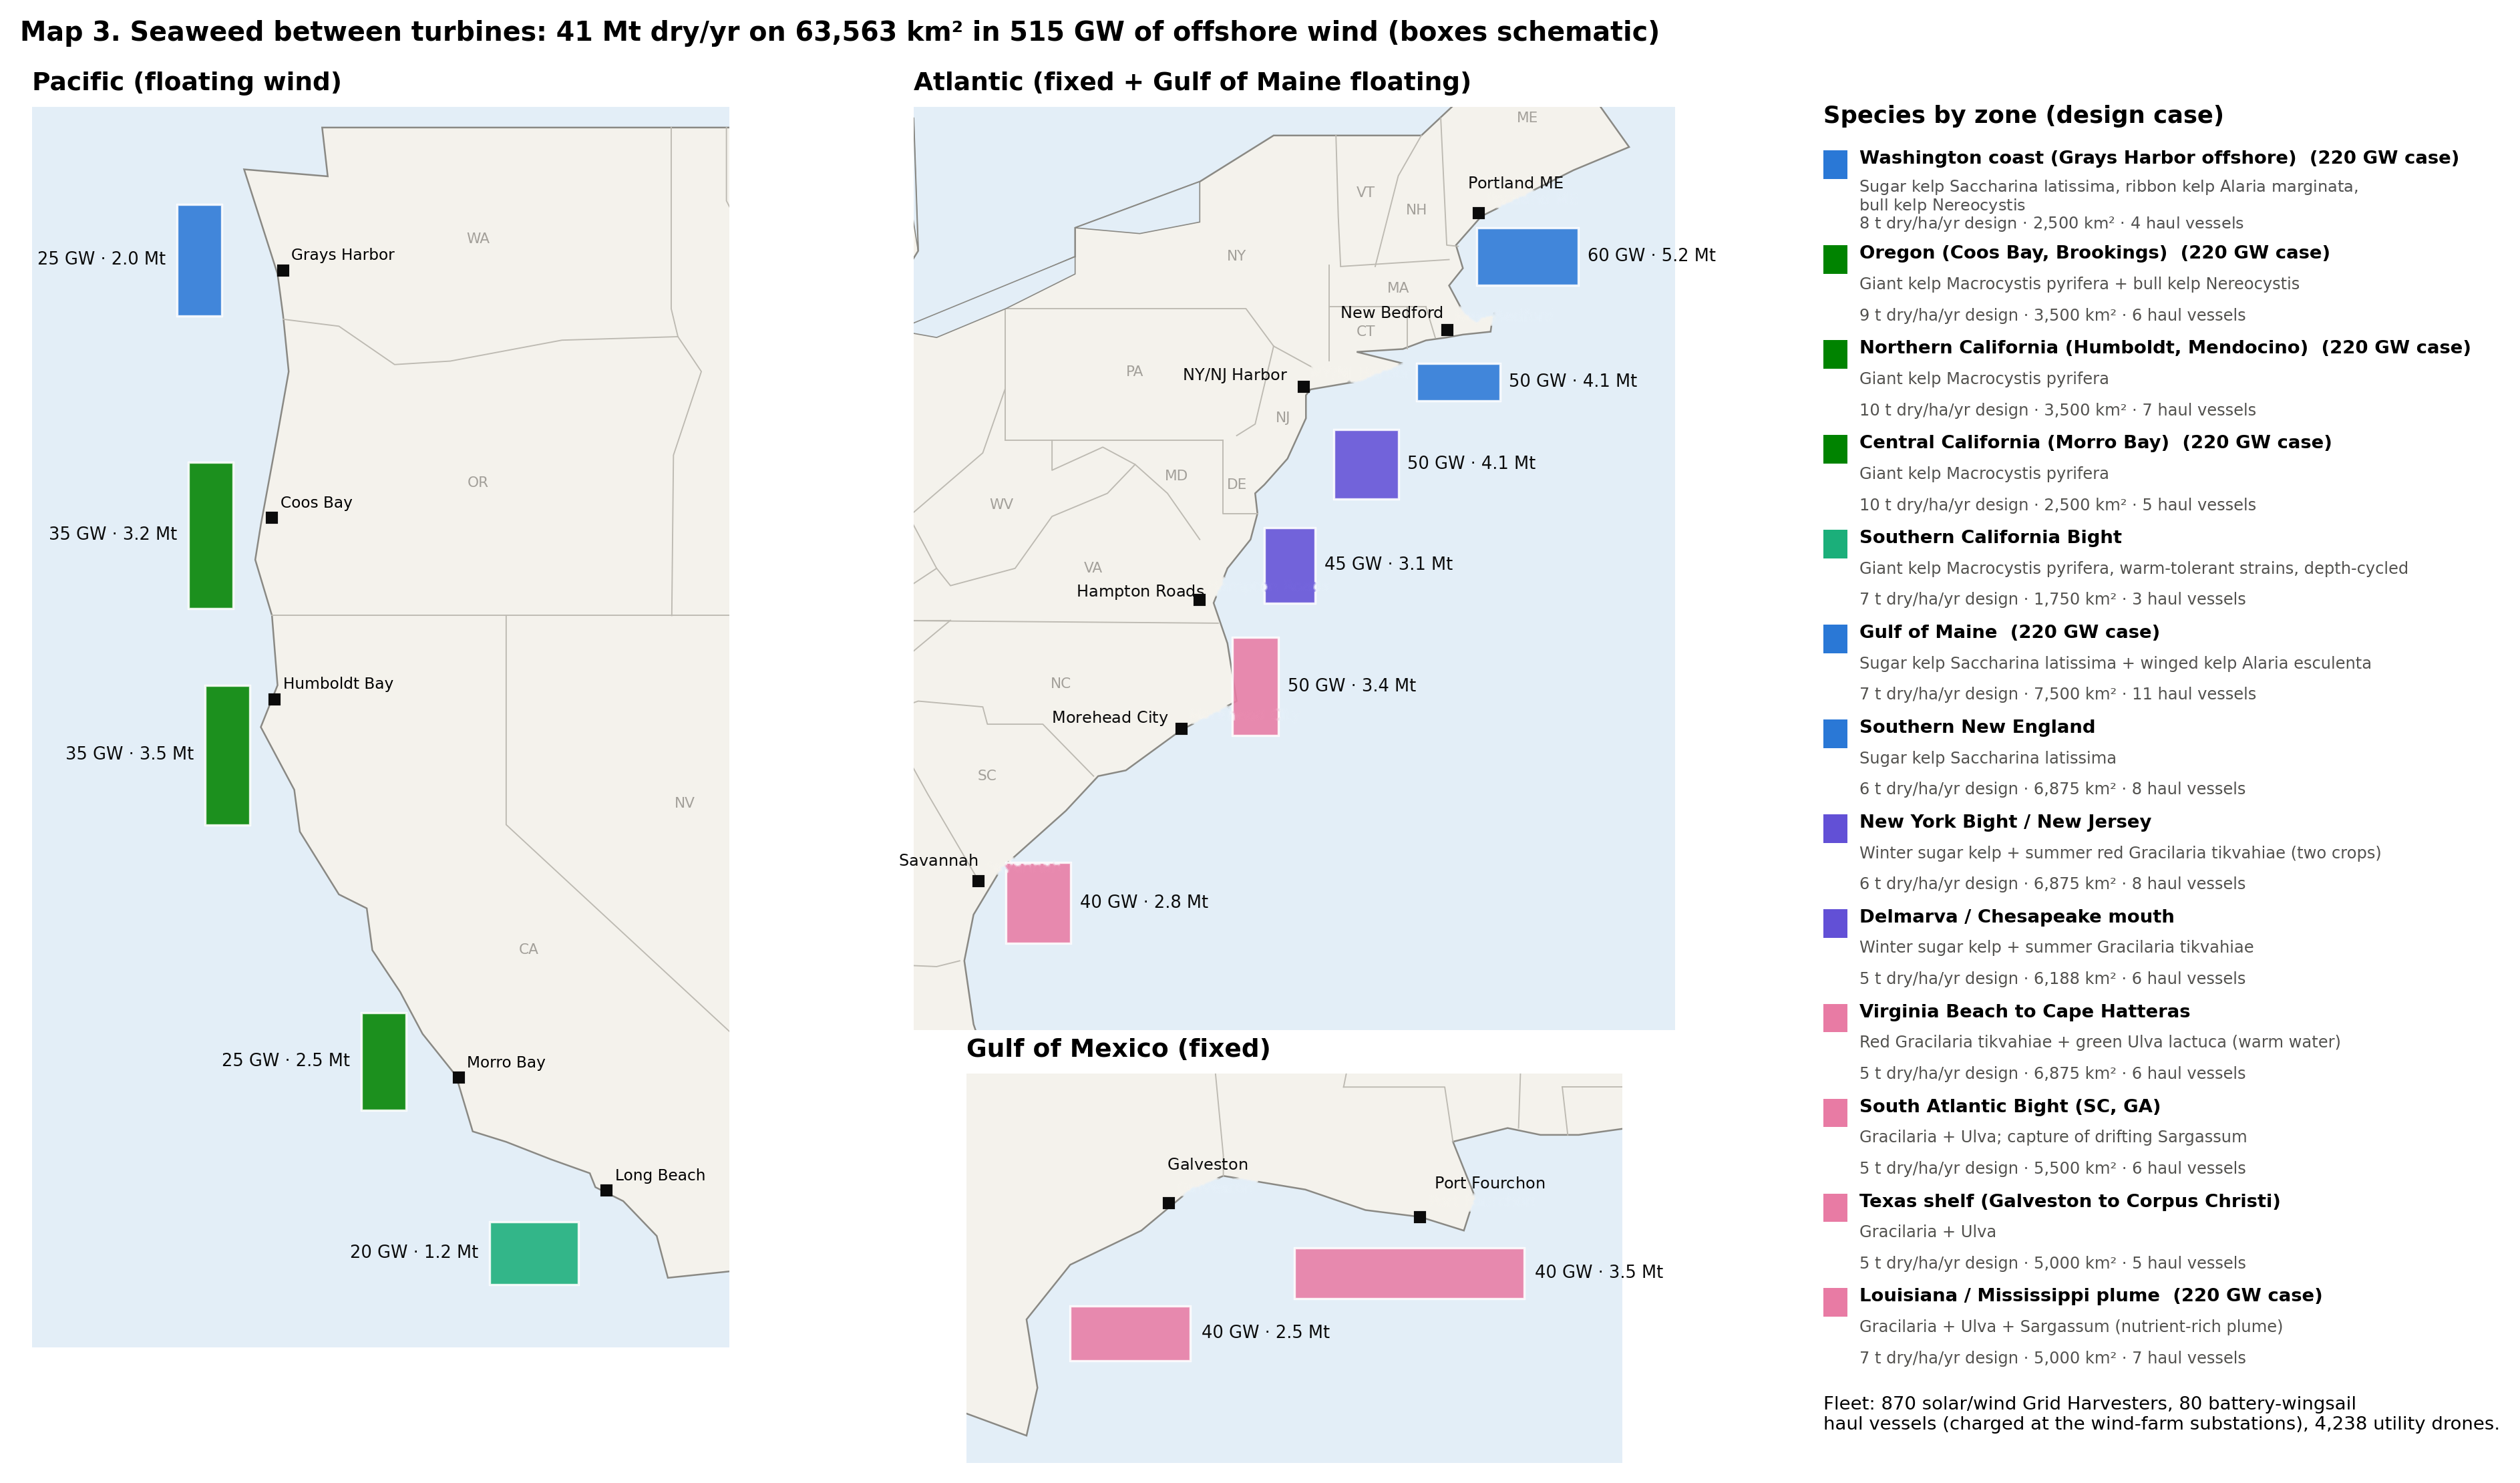 Map 3. Seaweed between turbines: 41 Mt dry/yr on 63,563 km² in 515 GW of offshore wind (boxes schematic)
Pacific (floating wind)
WA
25 GW · 2.0 Mt
Grays Harbor
OR
Coos Bay
35 GW · 3.2 Mt
Humboldt Bay
35 GW · 3.5 Mt
NV
CA
25 GW · 2.5 Mt
Morro Bay
Long Beach
20 GW · 1.2 Mt
Atlantic (fixed + Gulf of Maine floating)
ME
Portland ME
VT
NH
NY
60 GW · 5.2 Mt
MA
New Bedford
CT
PA
NY/NJ Harbor
50 GW · 4.1 Mt
NJ
50 GW · 4.1 Mt
MD
DE
WV
VA
45 GW · 3.1 Mt
Hampton Roads
NC
50 GW · 3.4 Mt
Morehead City
SC
Savannah
40 GW · 2.8 Mt
Gulf of Mexico (fixed)
Galveston
Port Fourchon
40 GW · 3.5 Mt
40 GW · 2.5 Mt
Species by zone (design case)
Washington coast (Grays Harbor offshore)  (220 GW case)
Sugar kelp Saccharina latissima, ribbon kelp Alaria marginata,
bull kelp Nereocystis
8 t dry/ha/yr design · 2,500 km² · 4 haul vessels
Oregon (Coos Bay, Brookings)  (220 GW case)
Giant kelp Macrocystis pyrifera + bull kelp Nereocystis
9 t dry/ha/yr design · 3,500 km² · 6 haul vessels
Northern California (Humboldt, Mendocino)  (220 GW case)
Giant kelp Macrocystis pyrifera
10 t dry/ha/yr design · 3,500 km² · 7 haul vessels
Central California (Morro Bay)  (220 GW case)
Giant kelp Macrocystis pyrifera
10 t dry/ha/yr design · 2,500 km² · 5 haul vessels
Southern California Bight
Giant kelp Macrocystis pyrifera, warm-tolerant strains, depth-cycled
7 t dry/ha/yr design · 1,750 km² · 3 haul vessels
Gulf of Maine  (220 GW case)
Sugar kelp Saccharina latissima + winged kelp Alaria esculenta
7 t dry/ha/yr design · 7,500 km² · 11 haul vessels
Southern New England
Sugar kelp Saccharina latissima
6 t dry/ha/yr design · 6,875 km² · 8 haul vessels
New York Bight / New Jersey
Winter sugar kelp + summer red Gracilaria tikvahiae (two crops)
6 t dry/ha/yr design · 6,875 km² · 8 haul vessels
Delmarva / Chesapeake mouth
Winter sugar kelp + summer Gracilaria tikvahiae
5 t dry/ha/yr design · 6,188 km² · 6 haul vessels
Virginia Beach to Cape Hatteras
Red Gracilaria tikvahiae + green Ulva lactuca (warm water)
5 t dry/ha/yr design · 6,875 km² · 6 haul vessels
South Atlantic Bight (SC, GA)
Gracilaria + Ulva; capture of drifting Sargassum
5 t dry/ha/yr design · 5,500 km² · 6 haul vessels
Texas shelf (Galveston to Corpus Christi)
Gracilaria + Ulva
5 t dry/ha/yr design · 5,000 km² · 5 haul vessels
Louisiana / Mississippi plume  (220 GW case)
Gracilaria + Ulva + Sargassum (nutrient-rich plume)
7 t dry/ha/yr design · 5,000 km² · 7 haul vessels
Fleet: 870 solar/wind Grid Harvesters, 80 battery-wingsail
haul vessels (charged at the wind-farm substations), 4,238 utility drones.